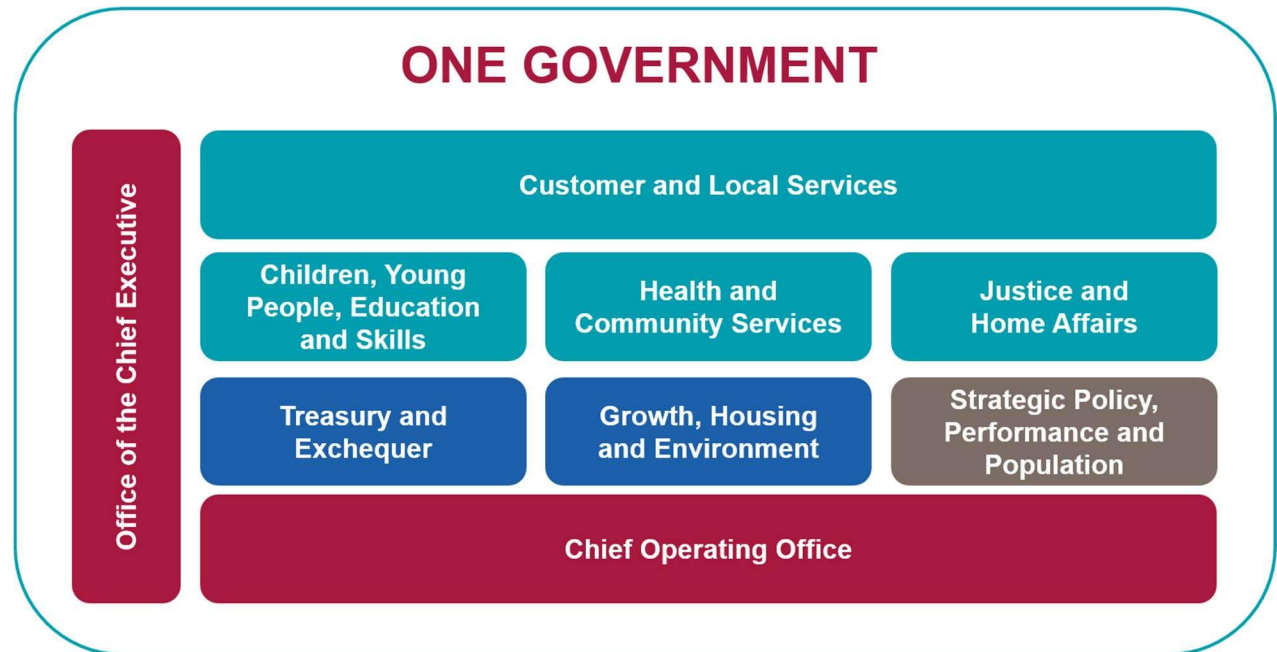 ONE GOVERNMENT
Office of the Chief Executive
Customer and Local Services
Children, Young
People, Education
and Skills
Health and
Community Services
Justice and
Home Affairs
Treasury and
Exchequer
Growth, Housing
and Environment
Strategic Policy,
Performance and
Population
Chief Operating Office